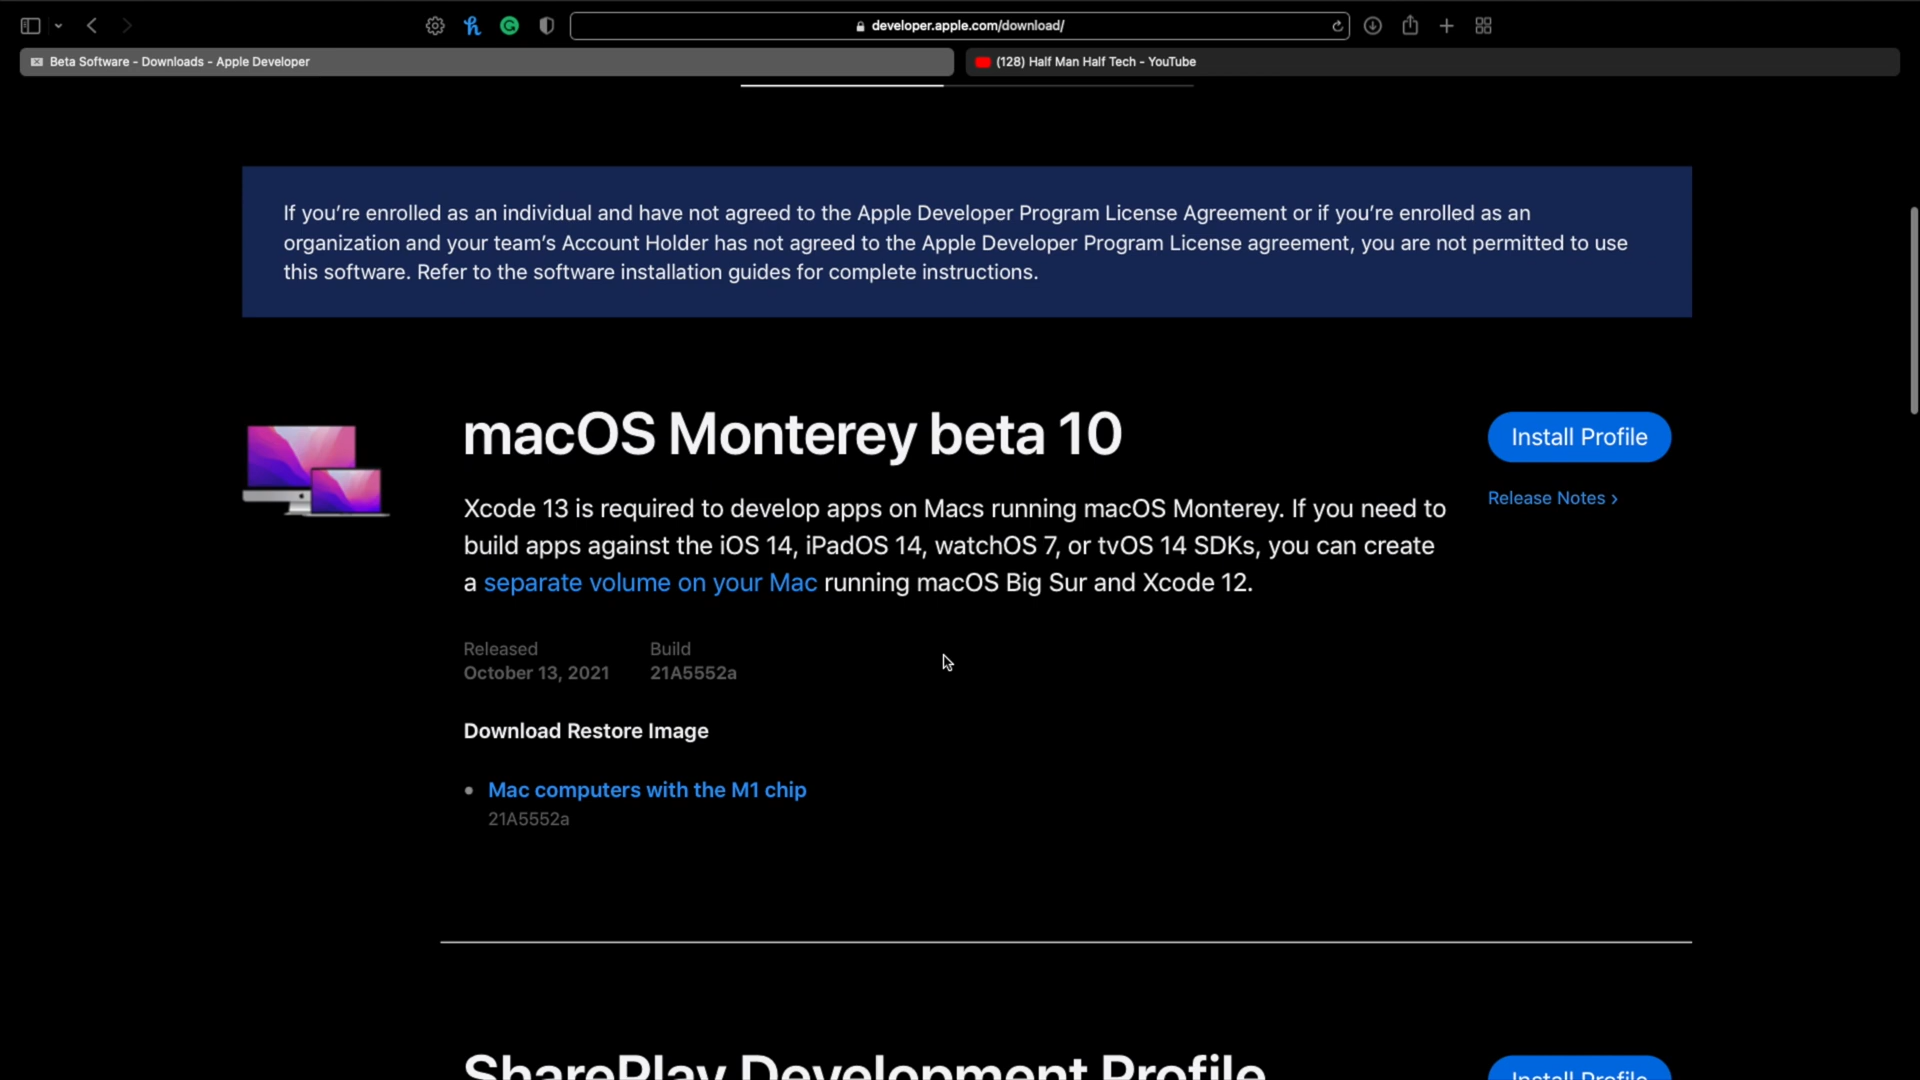 developer.apple.com/download/
Beta Software - Downloads - Apple Developer
(128) Half Man Half Tech - YouTube
If you're enrolled as an individual and have not agreed to the Apple Developer Program License Agreement or if you're enrolled as an
organization and your team's Account Holder has not agreed to the Apple Developer Program License agreement, you are not permitted to use
this software. Refer to the software installation guides for complete instructions.
macOS Monterey beta 10
Install Profile
Release Notes ›
Xcode 13 is required to develop apps on Macs running macOS Monterey. If you need to
build apps against the iOS 14, iPadOS 14, watchOS 7, or tvOS 14 SDKs, you can create
a separate volume on your Mac running macOS Big Sur and Xcode 12.
Released Build
October 13, 2021 21A5552a
Download Restore Image
• Mac computers with the M1 chip
21A5552a
SharePlay Development Profile
Install Profile